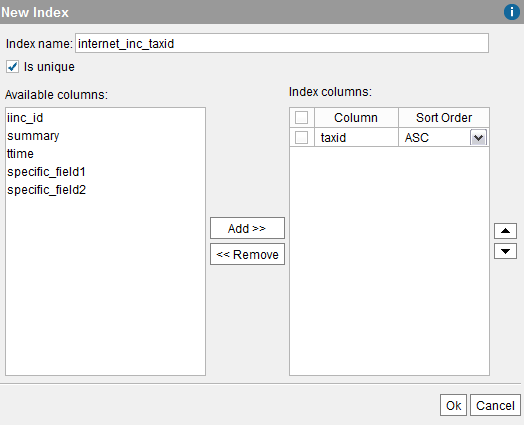 New Index
Index name: internet_inc_taxid
Is unique
Available columns:
iinc_id
summary
ttime
specific_field1
specific_field2
Add >>
<< Remove
Index columns:
Column Sort Order
taxid ASC
Ok Cancel